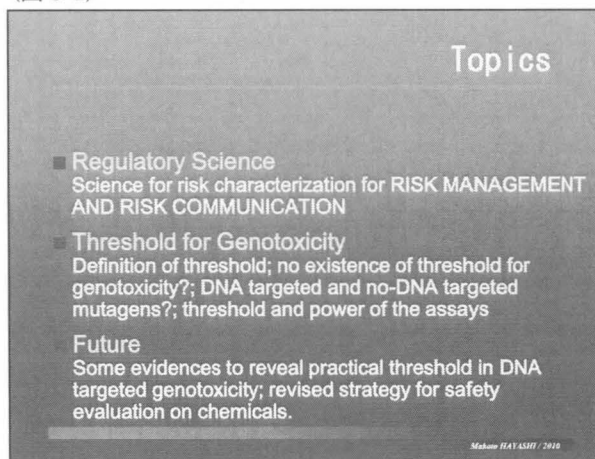 Topics
Regulatory Science
Science for risk characterization for RISK MANAGEMENT
AND RISK COMMUNICATION
Threshold for Genotoxicity
Definition of threshold; no existence of threshold for
genotoxicity?; DNA targeted and no-DNA targeted
mutagens?; threshold and power of the assays
Future
Some evidences to reveal practical threshold in DNA
targeted genotoxicity; revised strategy for safety
evaluation on chemicals.
Makoto HAYASHI / 2010